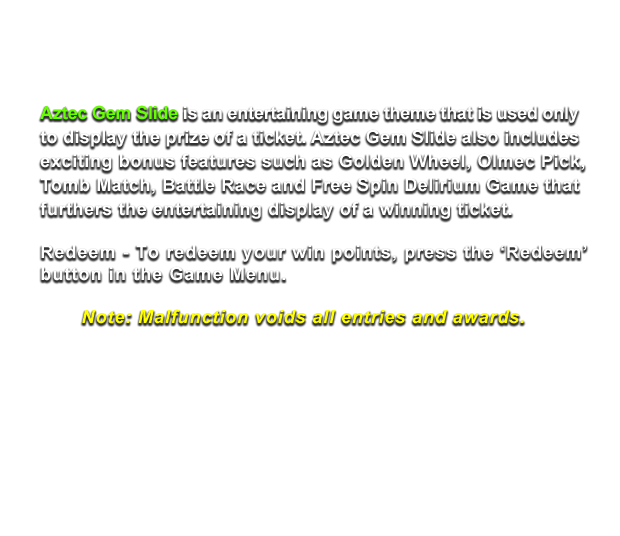 Aztec Gem Slide is an entertaining game theme that is used only
to display the prize of a ticket. Aztec Gem Slide also includes
exciting bonus features such as Golden Wheel, Olmec Pick,
Tomb Match, Battle Race and Free Spin Delirium Game that
furthers the entertaining display of a winning ticket.
Redeem - To redeem your win points, press the ‘Redeem’
button in the Game Menu.
Note: Malfunction voids all entries and awards.